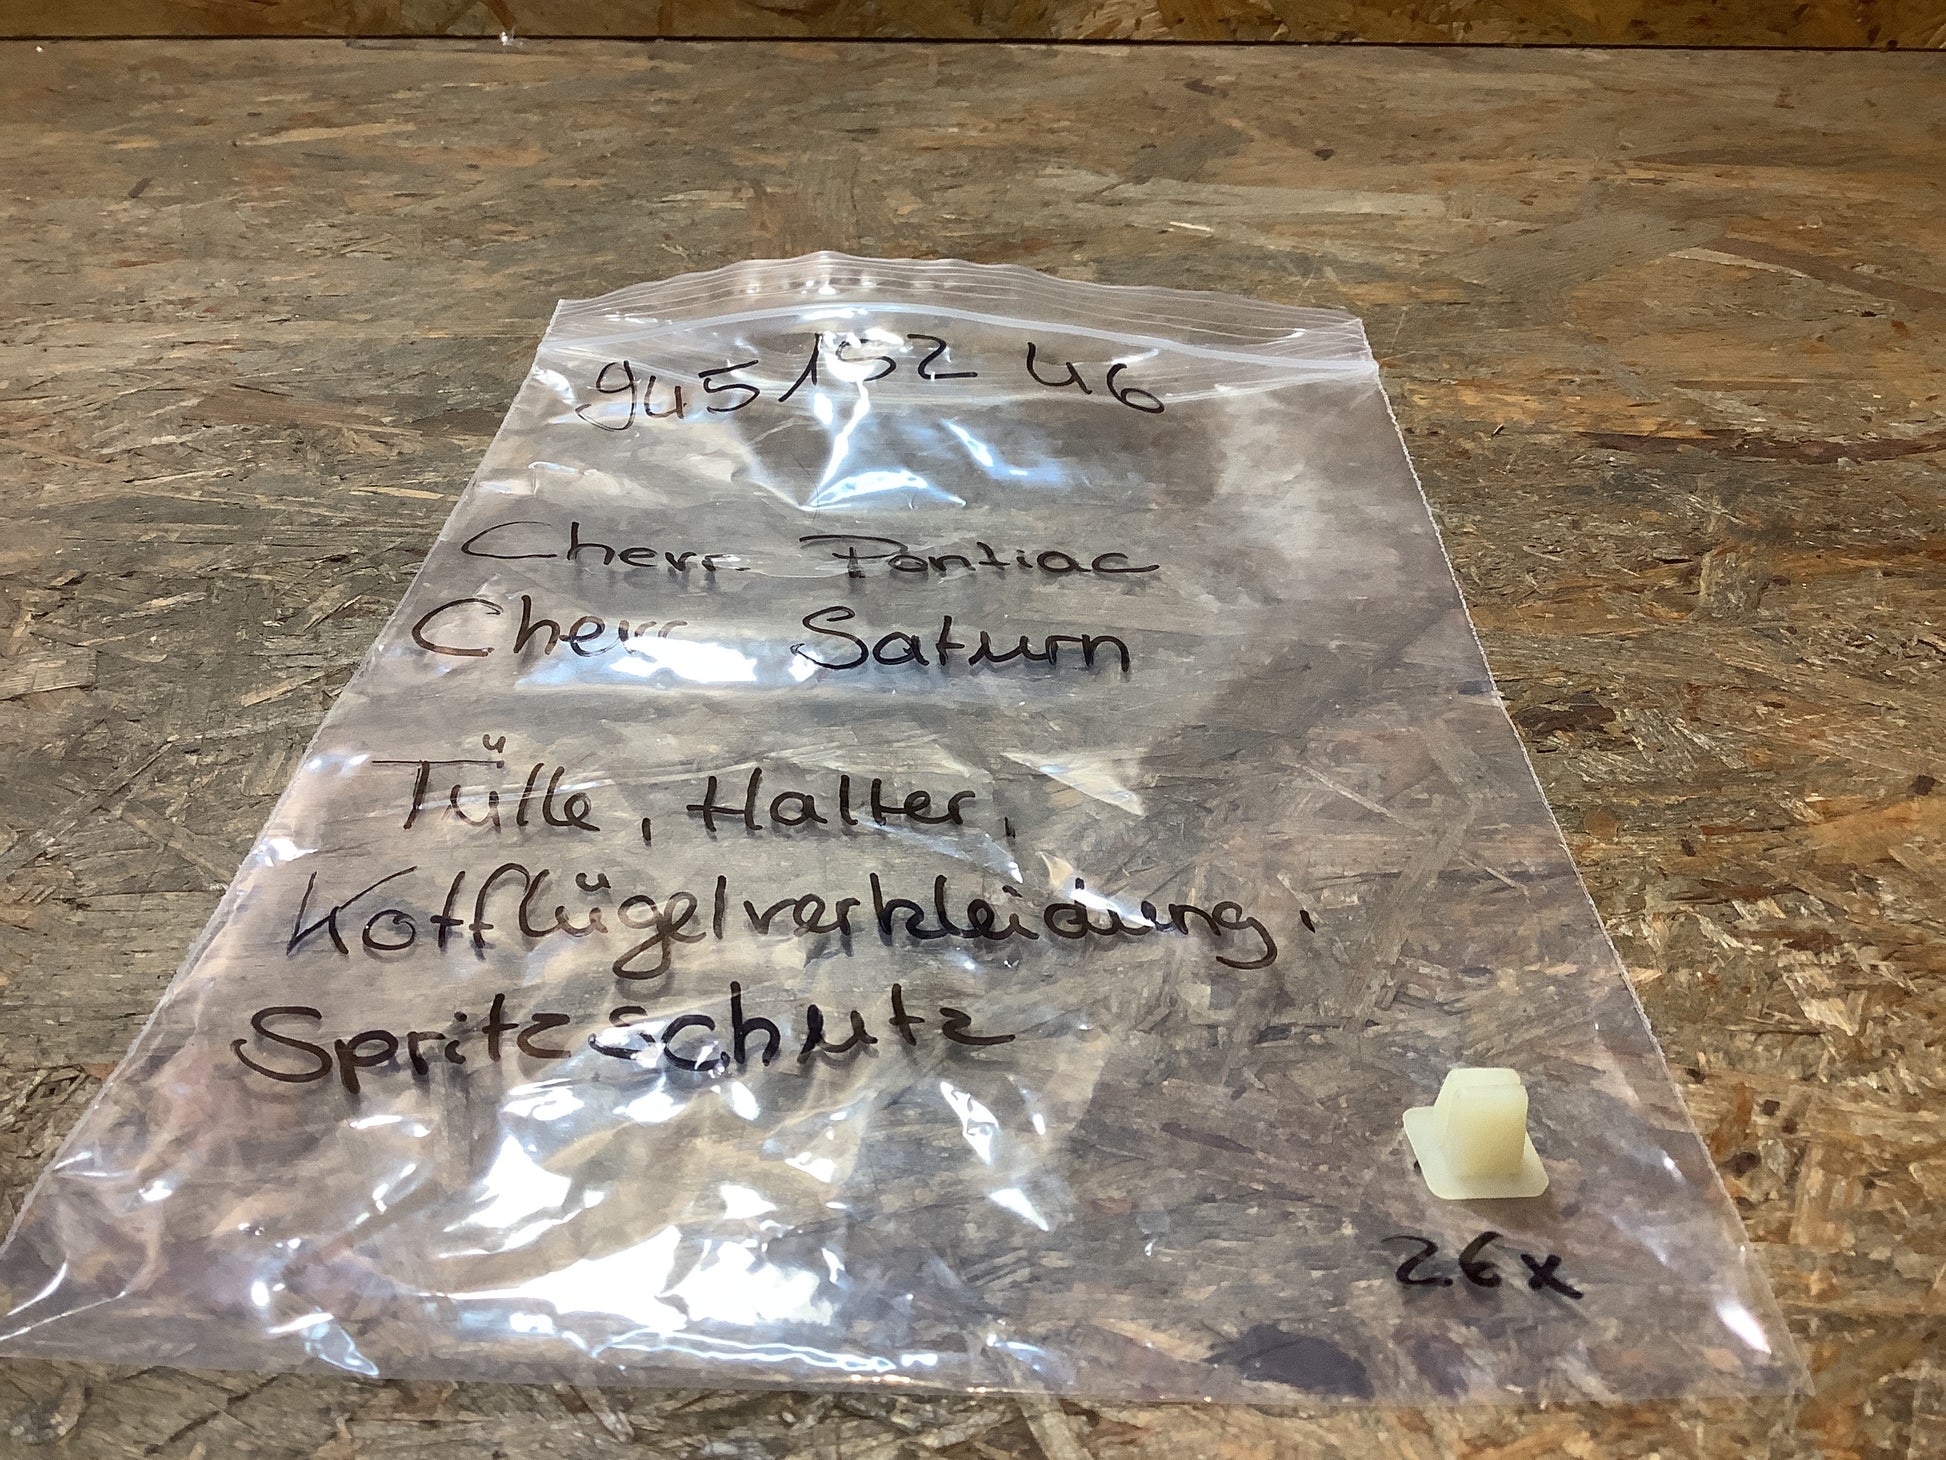 94515246
Chevr. Pontiac
Chevr. Saturn
Tülle, Halter,
Kotflügelverkleidung,
Spritzschutz
26x